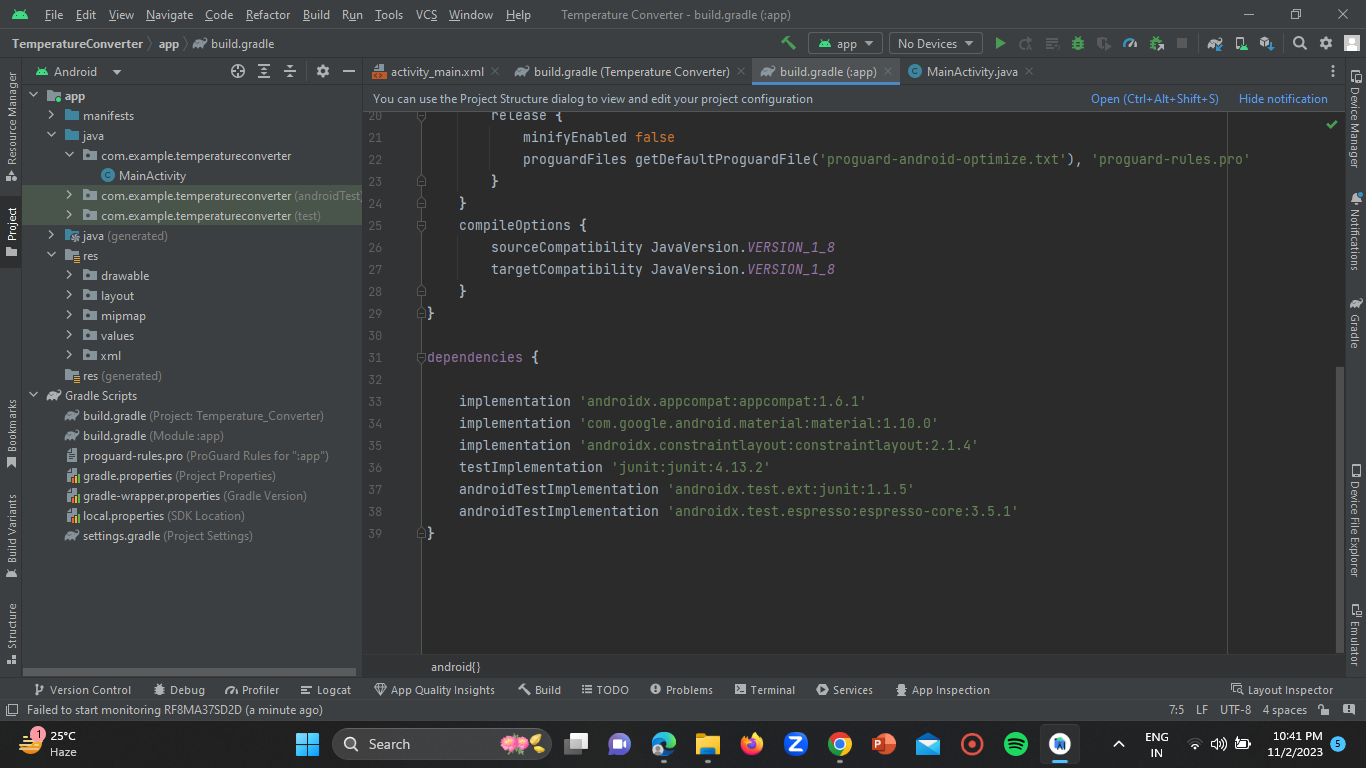 File Edit View Navigate Code Refactor Build Run Tools VCS Window Help Temperature Converter - build.gradle (:app)
TemperatureConverter app build.gradle
app No Devices
Android
activity_main.xml build.gradle (Temperature Converter) build.gradle (:app) MainActivity.java
You can use the Project Structure dialog to view and edit your project configuration Open (Ctrl+Alt+Shift+S) Hide notification
Resource Manager
Project
Bookmarks
Build Variants
Structure
app
manifests
java
com.example.temperatureconverter
MainActivity
com.example.temperatureconverter (androidTest)
com.example.temperatureconverter (test)
java (generated)
res
drawable
layout
mipmap
values
xml
res (generated)
Gradle Scripts
build.gradle (Project: Temperature_Converter)
build.gradle (Module :app)
proguard-rules.pro (ProGuard Rules for ":app")
gradle.properties (Project Properties)
gradle-wrapper.properties (Gradle Version)
local.properties (SDK Location)
settings.gradle (Project Settings)
20 release {
21 minifyEnabled false
22 proguardFiles getDefaultProguardFile('proguard-android-optimize.txt'), 'proguard-rules.pro'
23 }
24 }
25 compileOptions {
26 sourceCompatibility JavaVersion.VERSION_1_8
27 targetCompatibility JavaVersion.VERSION_1_8
28 }
29 }
30
31 dependencies {
32
33 implementation 'androidx.appcompat:appcompat:1.6.1'
34 implementation 'com.google.android.material:material:1.10.0'
35 implementation 'androidx.constraintlayout:constraintlayout:2.1.4'
36 testImplementation 'junit:junit:4.13.2'
37 androidTestImplementation 'androidx.test.ext:junit:1.1.5'
38 androidTestImplementation 'androidx.test.espresso:espresso-core:3.5.1'
39 }
android{}
Device Manager
Notifications
Gradle
Device File Explorer
Emulator
Version Control Debug Profiler Logcat App Quality Insights Build TODO Problems Terminal Services App Inspection Layout Inspector
Failed to start monitoring RF8MA37SD2D (a minute ago) 7:5 LF UTF-8 4 spaces
1
25°C
Haze
Search
ENG
IN
10:41 PM
11/2/2023
5